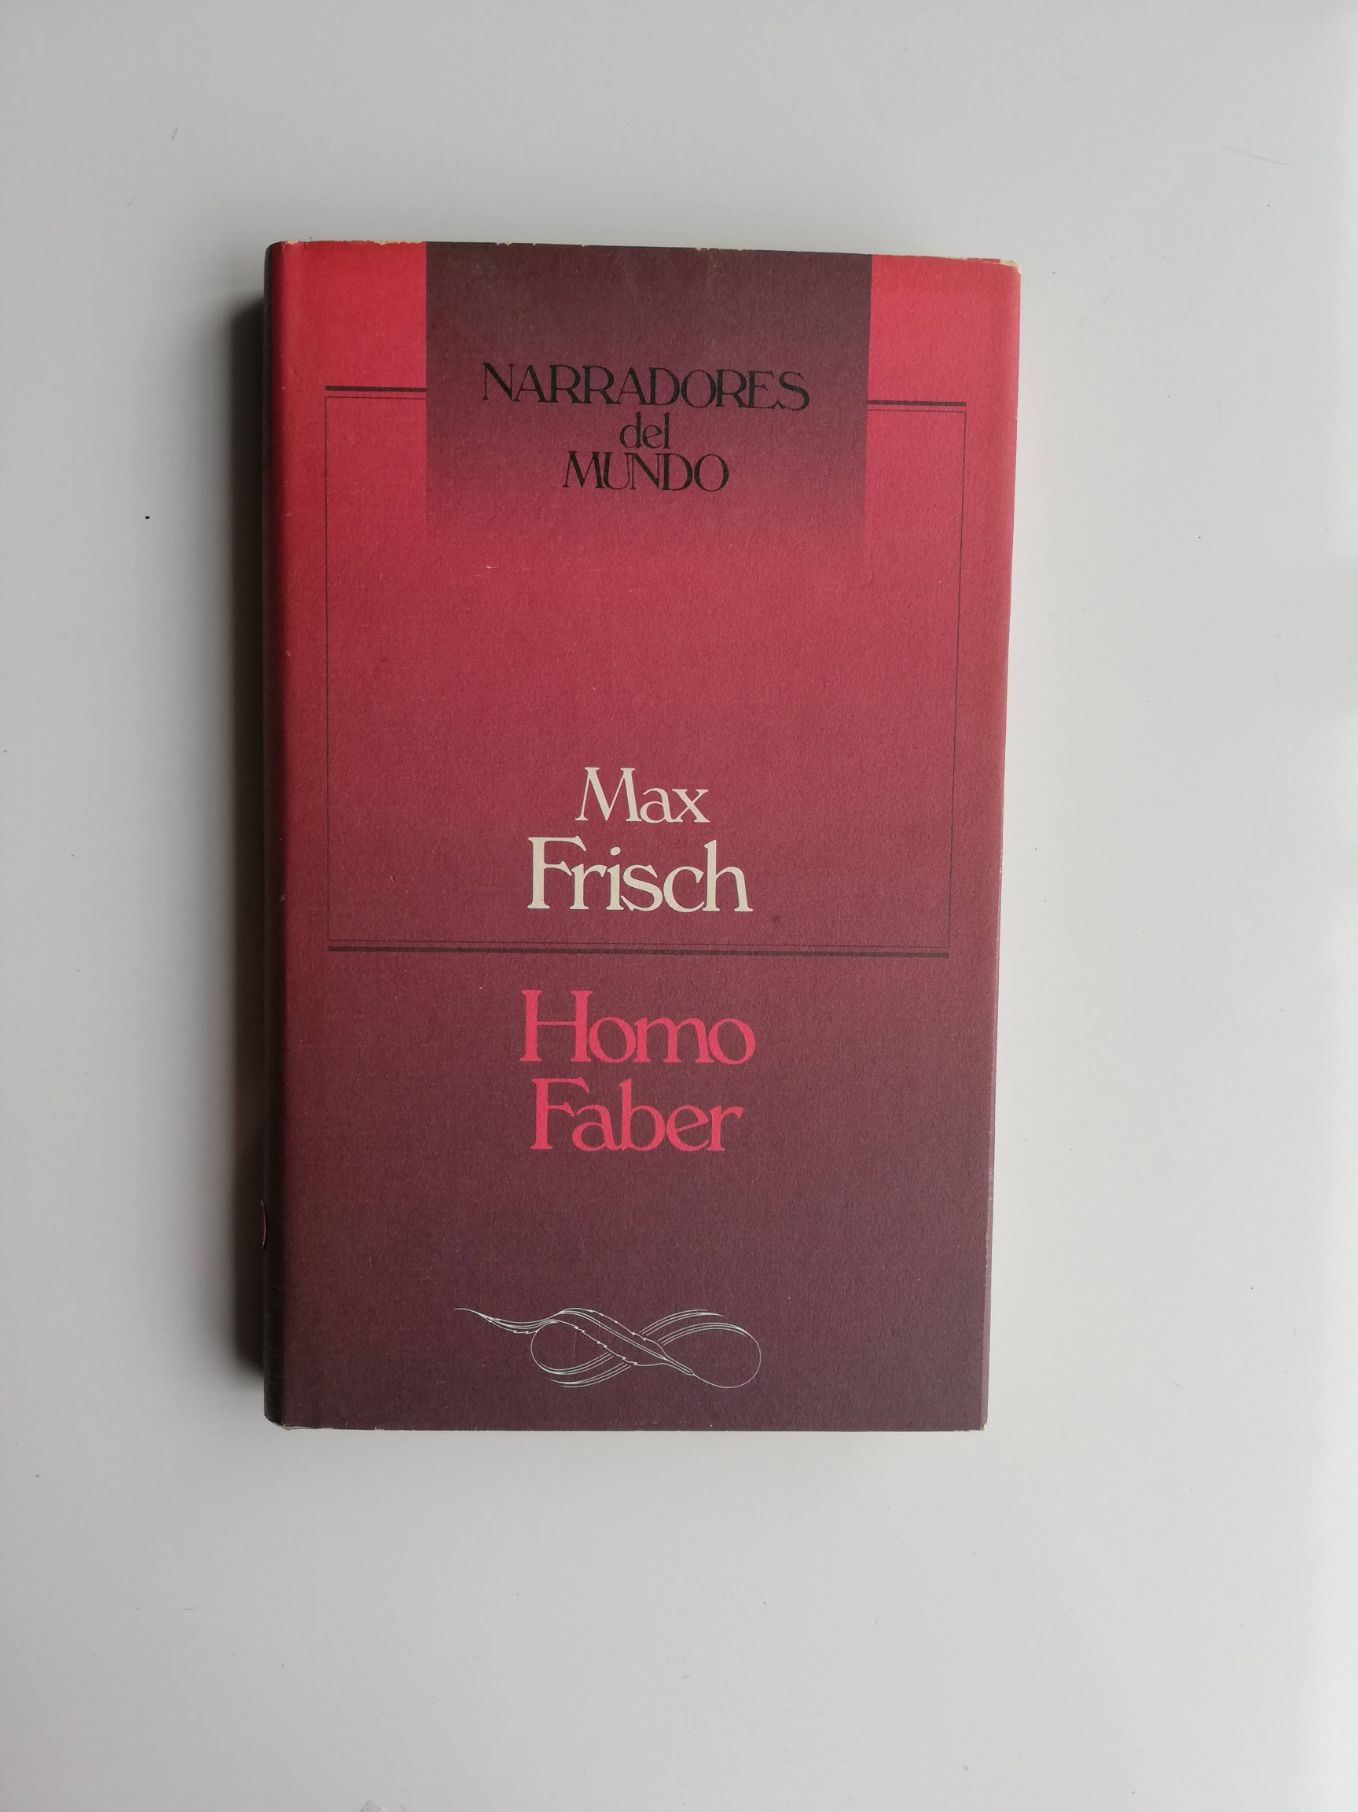 NARRADORES
del
MUNDO
Max
Frisch
Homo
Faber